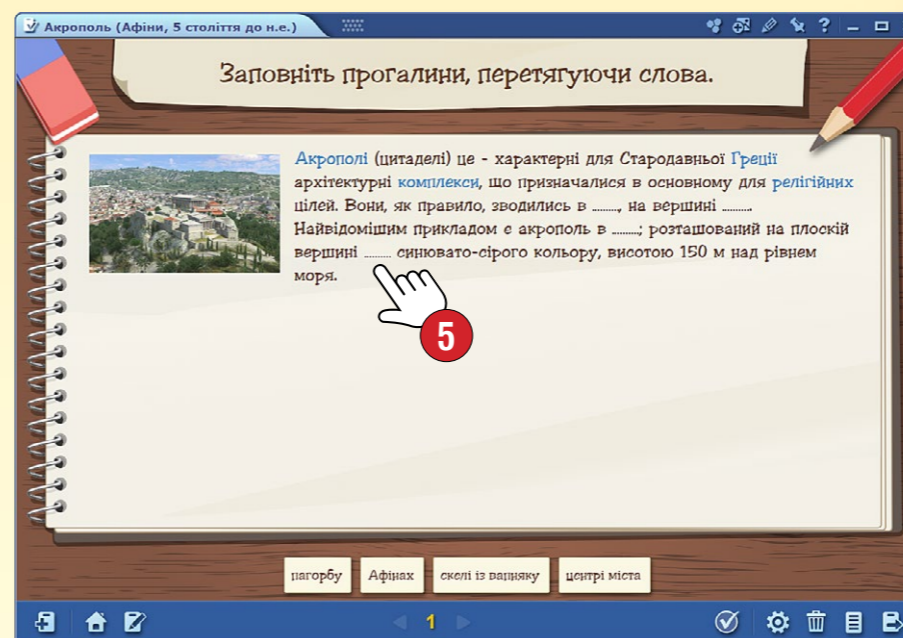 Акрополь (Афіни, 5 століття до н.е.)
?
Заповніть прогалини, перетягуючи слова.
Акрополі (цитаделі) це - характерні для Стародавньої Греції
архітектурні комплекси, що призначалися в основному для релігійних
цілей. Вони, як правило, зводились в ........, на вершині ........
Найвідомішим прикладом є акрополь в ........; розташований на плоскій
вершині ........ синювато-сірого кольору, висотою 150 м над рівнем
моря.
5
пагорбу Афінах скелі із вапняку центрі міста
1